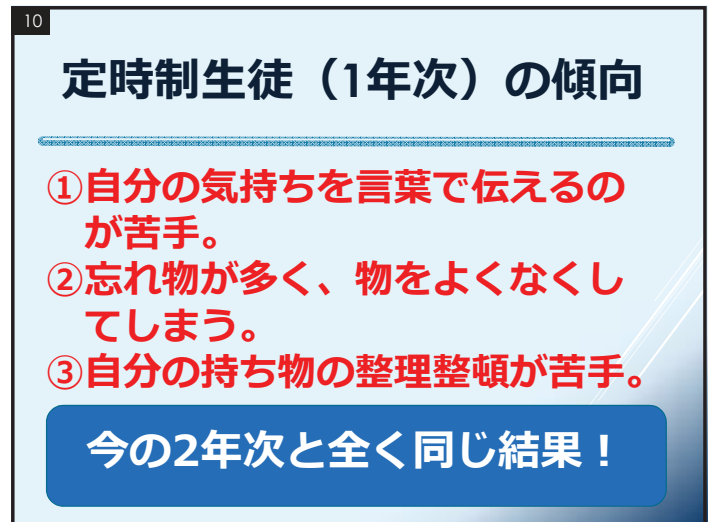 10
定時制生徒（1年次）の傾向
①自分の気持ちを言葉で伝えるの
が苦手。
②忘れ物が多く、物をよくなくし
てしまう。
③自分の持ち物の整理整頓が苦手。
今の2年次と全く同じ結果！